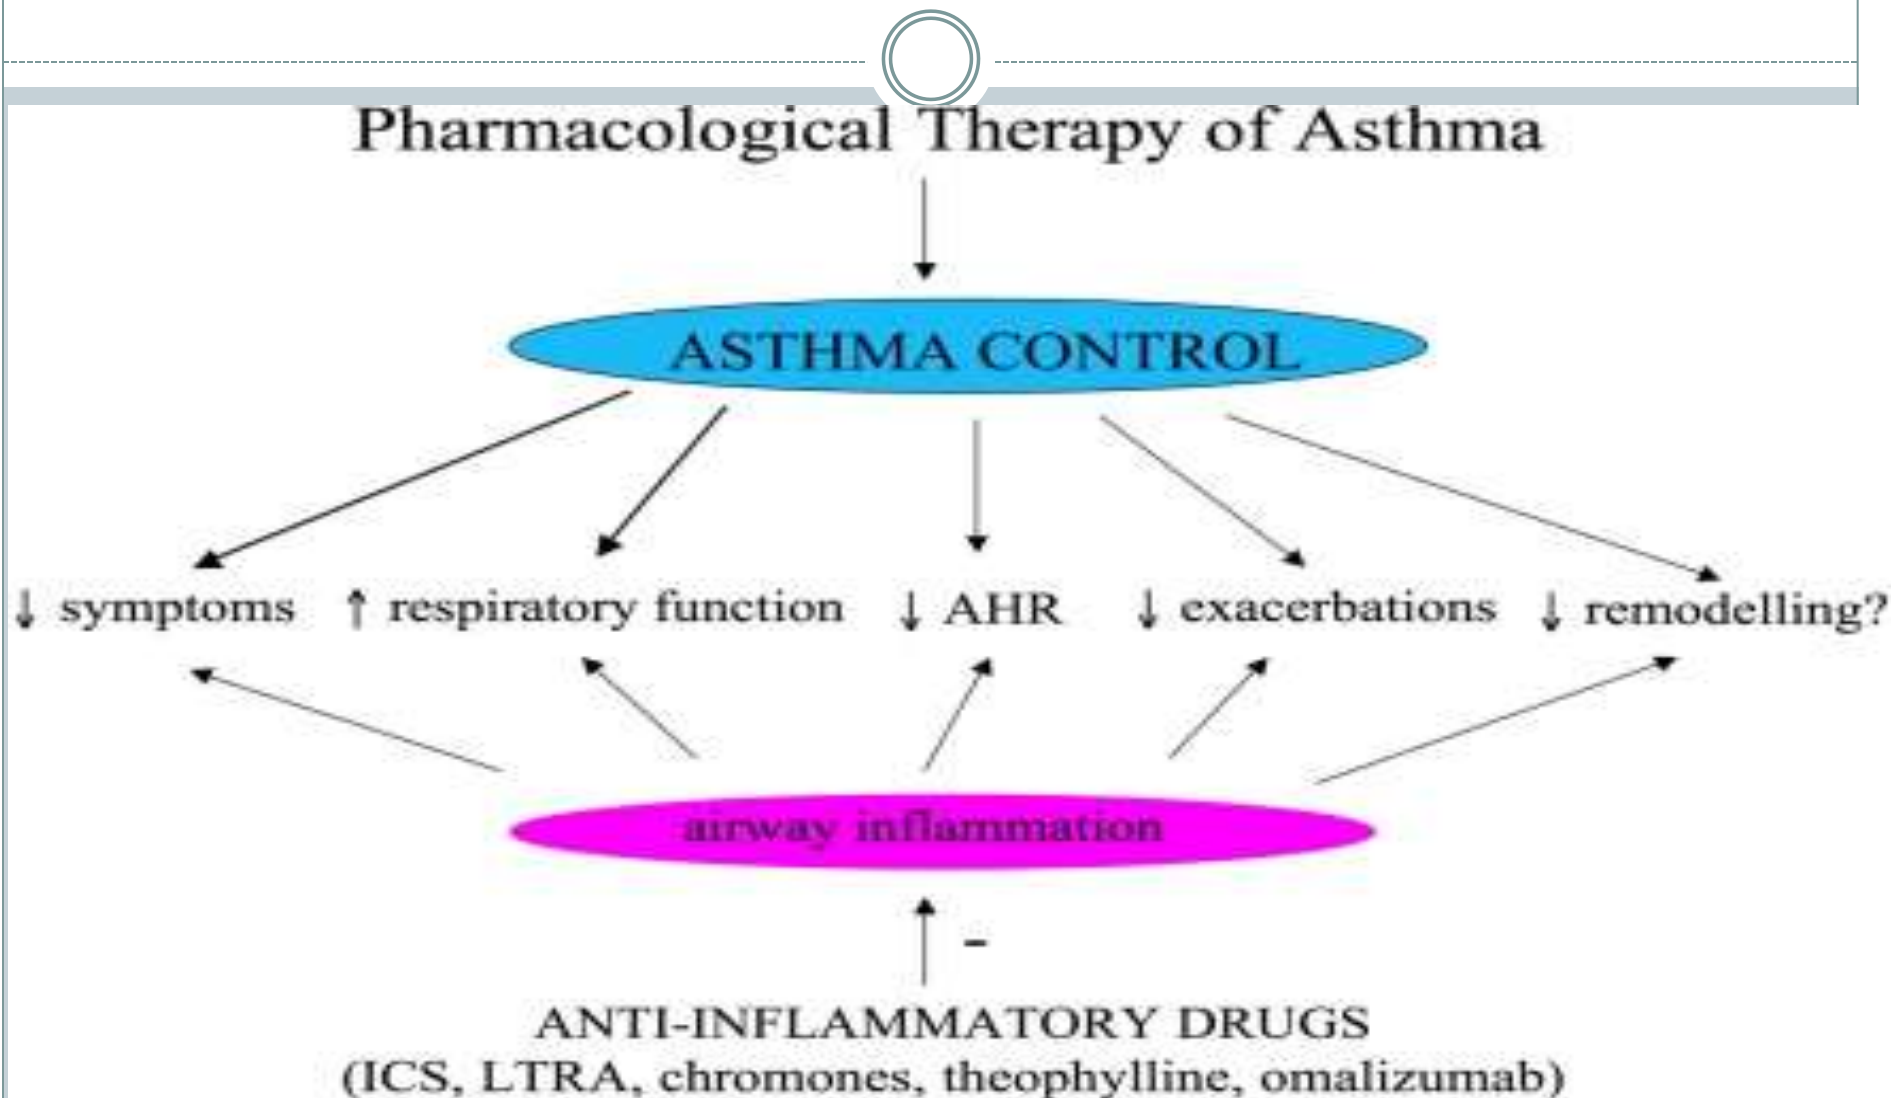 Pharmacological Therapy of Asthma
ASTHMA CONTROL
↓ symptoms ↑ respiratory function ↓ AHR ↓ exacerbations ↓ remodelling?
airway inflammation
-
ANTI-INFLAMMATORY DRUGS
(ICS, LTRA, chromones, theophylline, omalizumab)